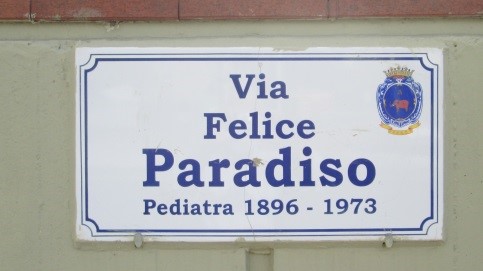 Via
Felice
Paradiso
Pediatra 1896 - 1973